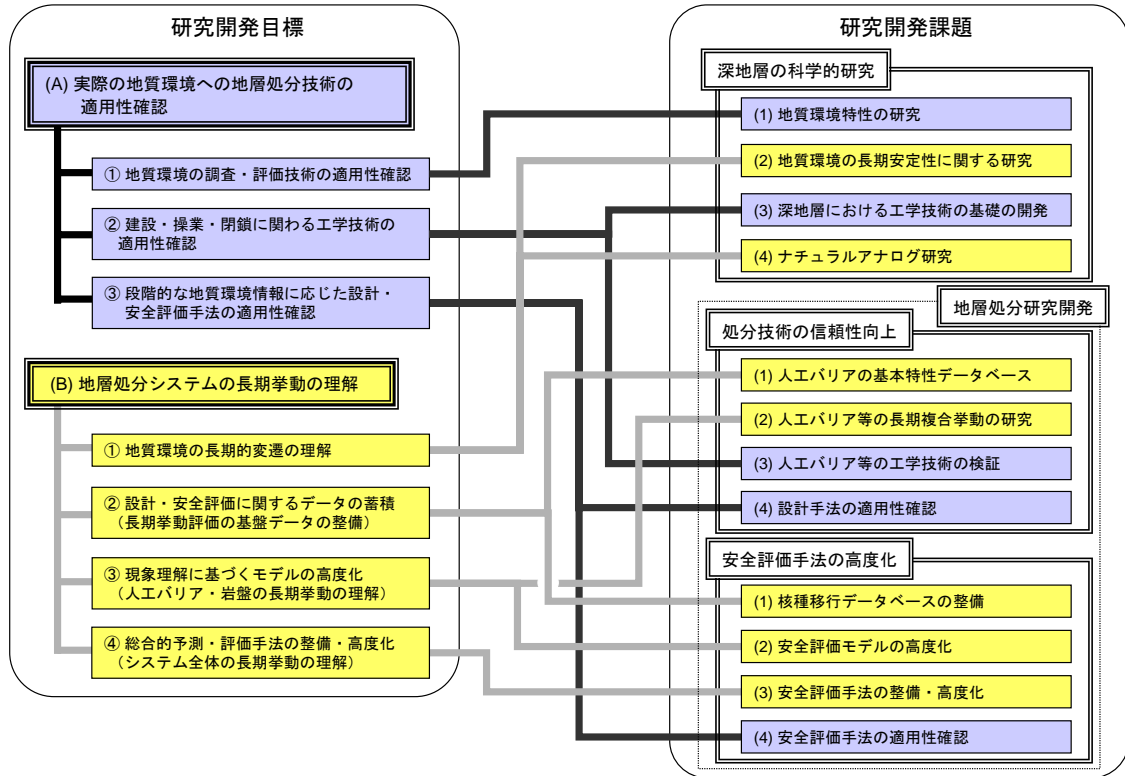 研究開発目標
(A) 実際の地質環境への地層処分技術の
適用性確認
① 地質環境の調査・評価技術の適用性確認
② 建設・操業・閉鎖に関わる工学技術の
適用性確認
③ 段階的な地質環境情報に応じた設計・
安全評価手法の適用性確認
(B) 地層処分システムの長期挙動の理解
① 地質環境の長期的変遷の理解
② 設計・安全評価に関するデータの蓄積
（長期挙動評価の基盤データの整備）
③ 現象理解に基づくモデルの高度化
（人工バリア・岩盤の長期挙動の理解）
④ 総合的予測・評価手法の整備・高度化
（システム全体の長期挙動の理解）
研究開発課題
深地層の科学的研究
(1) 地質環境特性の研究
(2) 地質環境の長期安定性に関する研究
(3) 深地層における工学技術の基礎の開発
(4) ナチュラルアナログ研究
地層処分研究開発
処分技術の信頼性向上
(1) 人工バリアの基本特性データベース
(2) 人工バリア等の長期複合挙動の研究
(3) 人工バリア等の工学技術の検証
(4) 設計手法の適用性確認
安全評価手法の高度化
(1) 核種移行データベースの整備
(2) 安全評価モデルの高度化
(3) 安全評価手法の整備・高度化
(4) 安全評価手法の適用性確認